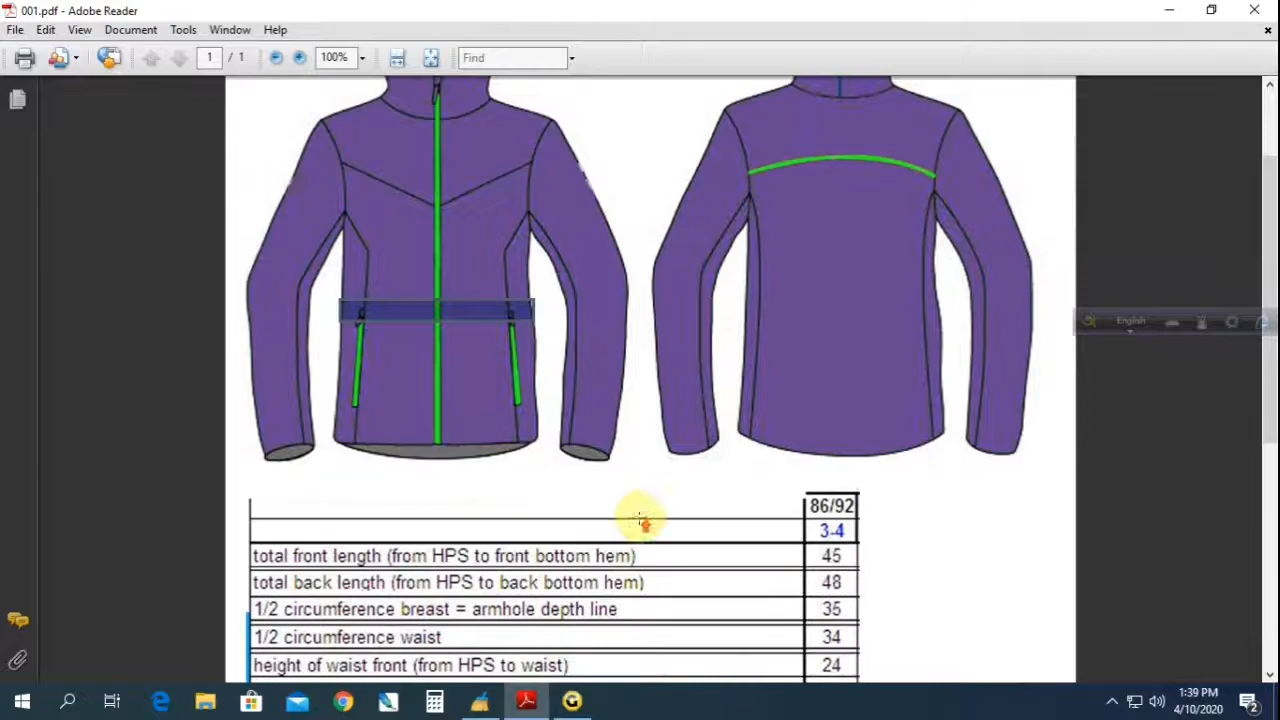 001.pdf - Adobe Reader
File Edit View Document Tools Window Help
1 / 1 100% Find
English
86/92
3-4
total front length (from HPS to front bottom hem) 45
total back length (from HPS to back bottom hem) 48
1/2 circumference breast = armhole depth line 35
1/2 circumference waist 34
height of waist front (from HPS to waist) 24
1:39 PM
4/10/2020
2